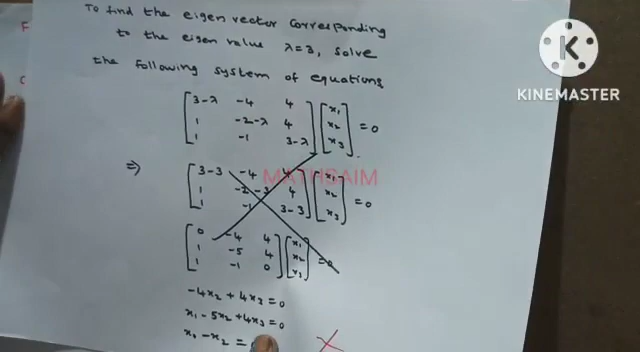 To find the eigen vector corresponding
to the eigen value λ=3, solve
the following system of equations
[3-λ -4 4
1 -2-λ 4
1 -1 3-λ] [x1
x2
x3] =0
⇒ [3-3 -4 4
1 -2-3 4
1 -1 3-3] [x1
x2
x3] =0
[0 -4 4
1 -5 4
1 -1 0] [x1
x2
x3] =0
-4x2 + 4x3 =0
x1 -5x2 +4x3 =0
x1 -x2 =
KINEMASTER
MATHSAIM